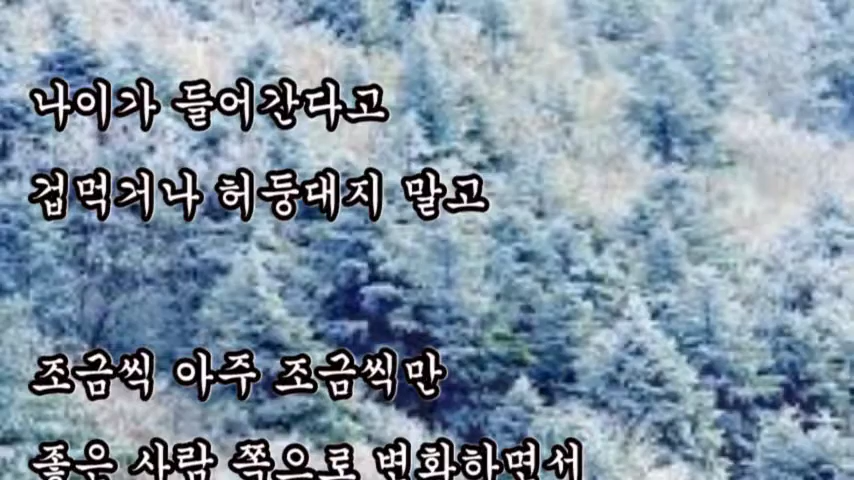 나이가 들어간다고
겁먹거나 허둥대지 말고
조금씩 아주 조금씩만
좋은 사람 쪽으로 변화하면서